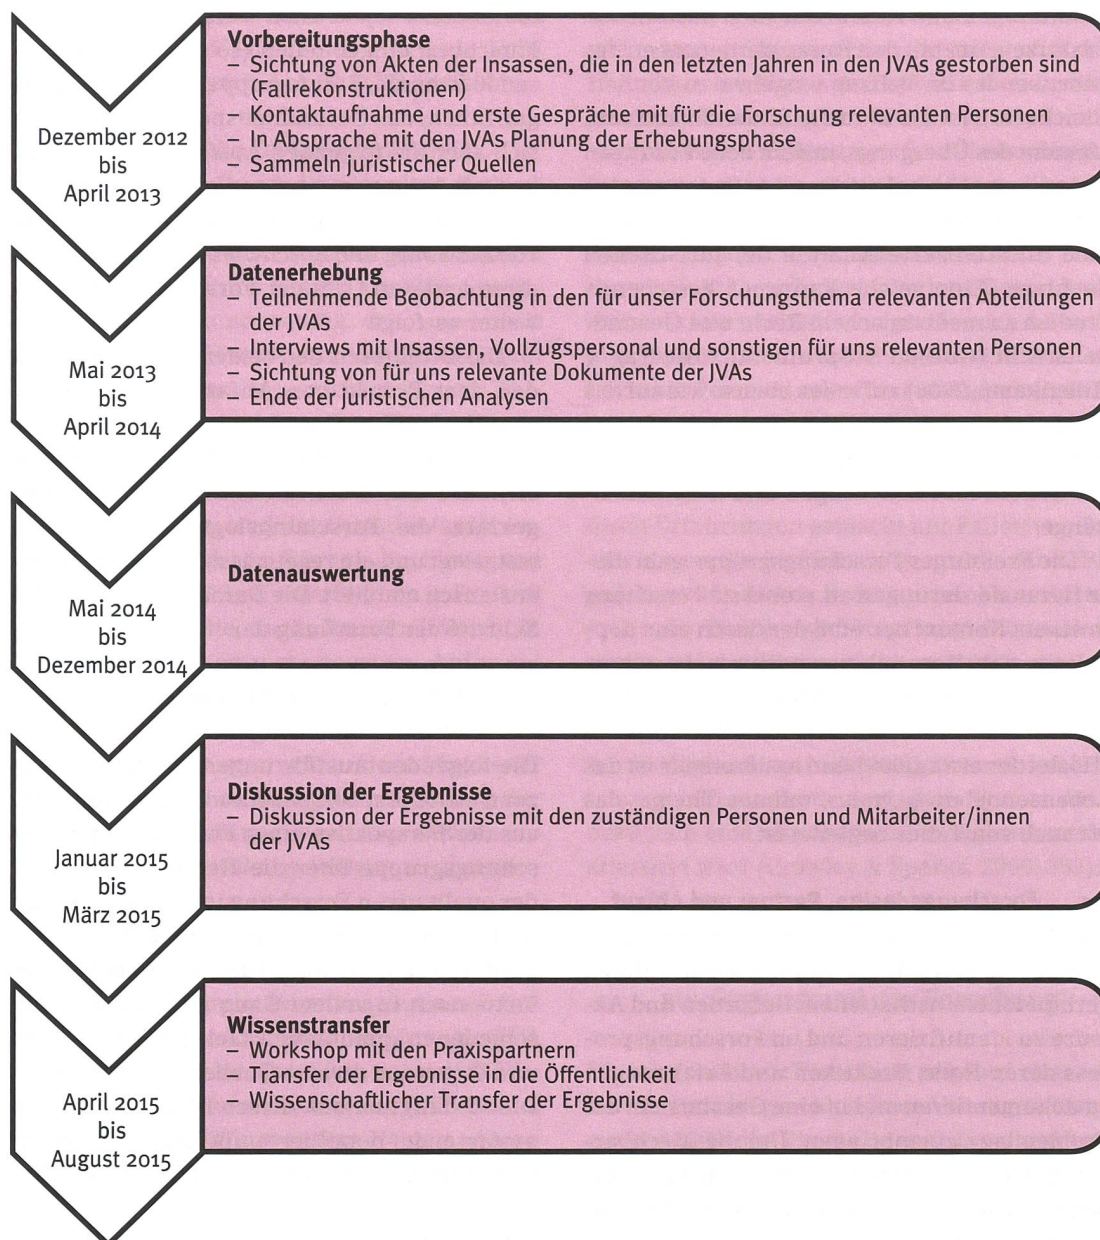 Vorbereitungsphase
– Sichtung von Akten der Insassen, die in den letzten Jahren in den JVAs gestorben sind
(Fallrekonstruktionen)
– Kontaktaufnahme und erste Gespräche mit für die Forschung relevanten Personen
– In Absprache mit den JVAs Planung der Erhebungsphase
– Sammeln juristischer Quellen
Dezember 2012
bis
April 2013
Datenerhebung
– Teilnehmende Beobachtung in den für unser Forschungsthema relevanten Abteilungen
der JVAs
– Interviews mit Insassen, Vollzugspersonal und sonstigen für uns relevanten Personen
– Sichtung von für uns relevante Dokumente der JVAs
– Ende der juristischen Analysen
Mai 2013
bis
April 2014
Datenauswertung
Mai 2014
bis
Dezember 2014
Diskussion der Ergebnisse
– Diskussion der Ergebnisse mit den zuständigen Personen und Mitarbeiter/innen
der JVAs
Januar 2015
bis
März 2015
Wissenstransfer
– Workshop mit den Praxispartnern
– Transfer der Ergebnisse in die Öffentlichkeit
– Wissenschaftlicher Transfer der Ergebnisse
April 2015
bis
August 2015